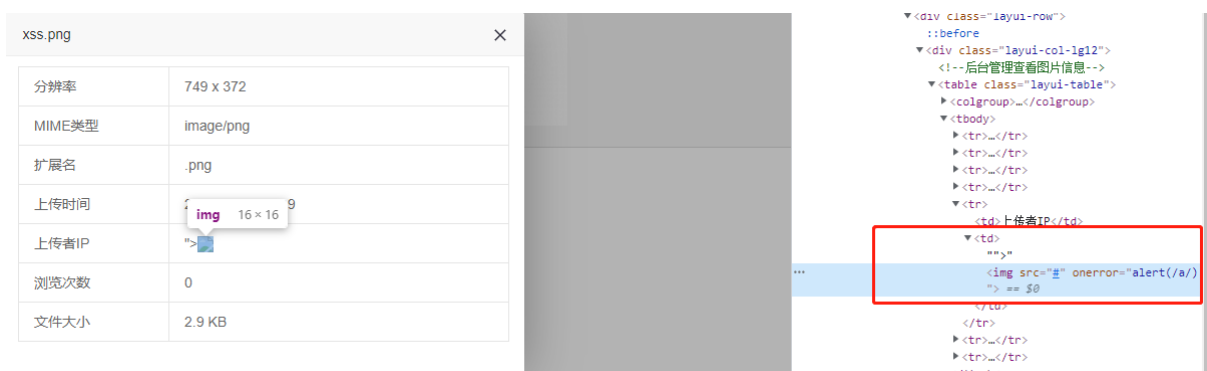 xss.png
分辨率 749 x 372
MIME类型 image/png
扩展名 .png
上传时间 9
img 16 × 16
上传者IP ">
浏览次数 0
文件大小 2.9 KB
▼<div class="layui-row">
::before
▼<div class="layui-col-lg12">
<!--后台管理查看图片信息-->
▼<table class="layui-table">
▶<colgroup>…</colgroup>
▼<tbody>
▶<tr>…</tr>
▶<tr>…</tr>
▶<tr>…</tr>
▶<tr>…</tr>
▼<tr>
<td>上传者IP</td>
▼<td>
"">"
<img src="#" onerror="alert(/a/)
"> == $0
</td>
</tr>
▶<tr>…</tr>
▶<tr>…</tr>